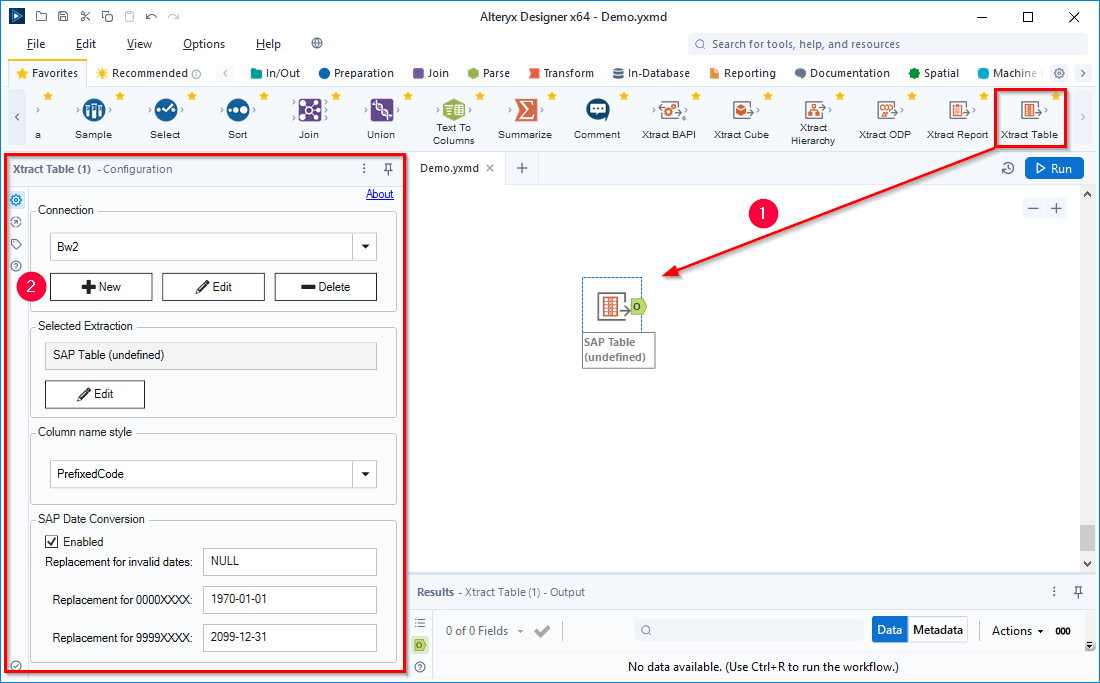 Alteryx Designer x64 - Demo.yxmd
File Edit View Options Help
Search for tools, help, and resources
Favorites Recommended In/Out Preparation Join Parse Transform In-Database Reporting Documentation Spatial Machine
a Sample Select Sort Join Union Text To Columns Summarize Comment Xtract BAPI Xtract Cube Xtract Hierarchy Xtract ODP Xtract Report Xtract Table
Xtract Table (1) - Configuration
About
Connection
Bw2
2
New Edit Delete
Selected Extraction
SAP Table (undefined)
Edit
Column name style
PrefixedCode
SAP Date Conversion
Enabled
Replacement for invalid dates: NULL
Replacement for 0000XXXX: 1970-01-01
Replacement for 9999XXXX: 2099-12-31
Demo.yxmd
Run
1
O
SAP Table
(undefined)
Results - Xtract Table (1) - Output
0 of 0 Fields
Data Metadata
Actions
000
O
No data available. (Use Ctrl+R to run the workflow.)